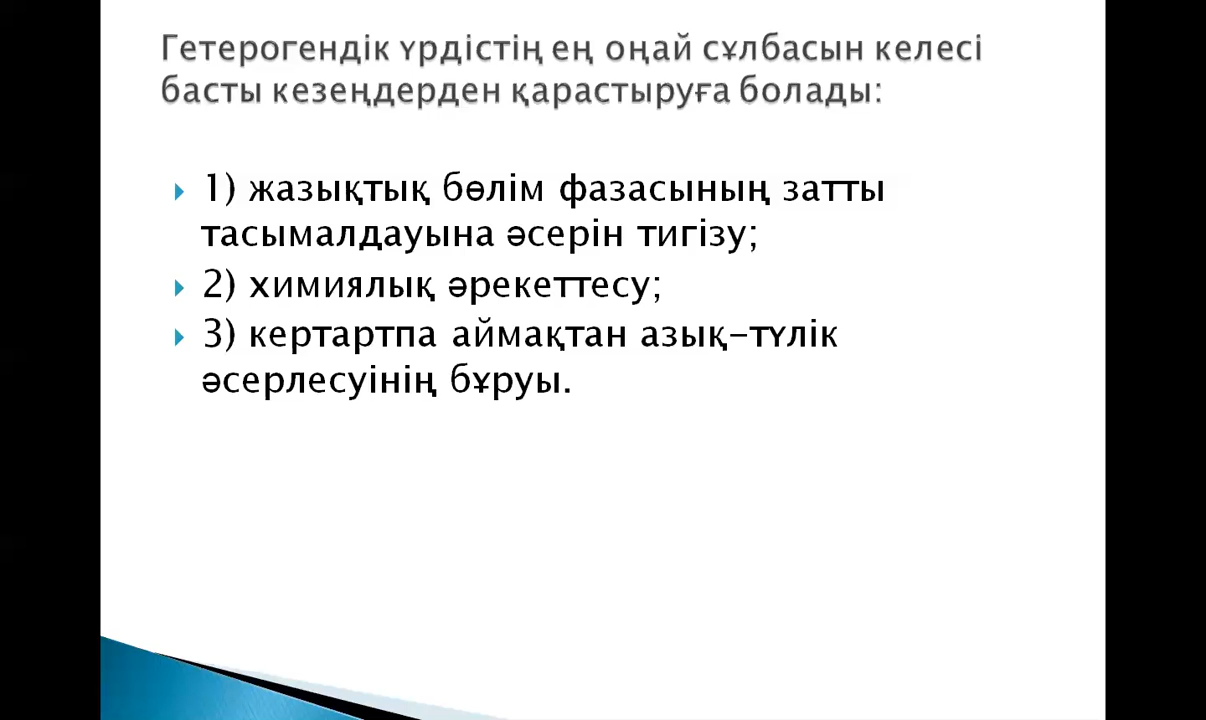 Гетерогендік үрдістің ең оңай сұлбасын келесі
басты кезеңдерден қарастыруға болады:
1) жазықтық бөлім фазасының затты
тасымалдауына әсерін тигізу;
2) химиялық әрекеттесу;
3) кертартпа аймақтан азық-түлік
әсерлесуінің бұруы.